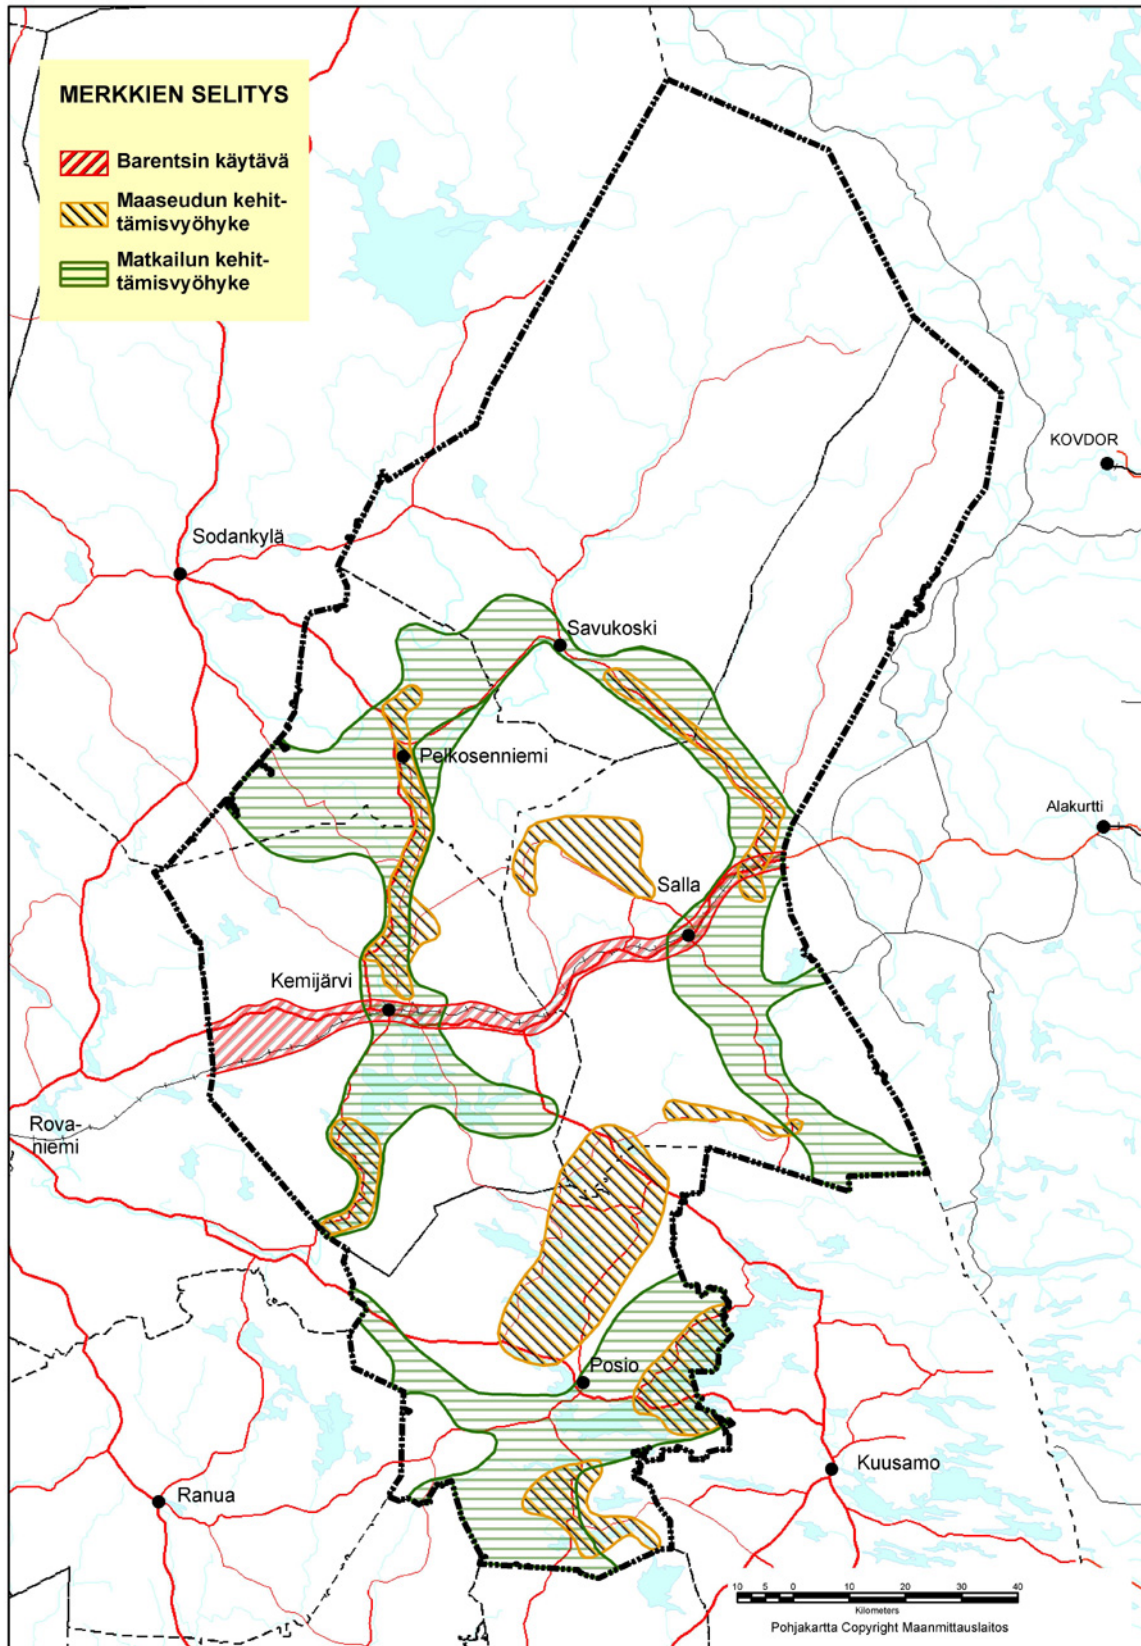 MERKKIEN SELITYS
Barentsin käytävä
Maaseudun kehit-
tämisvyöhyke
Matkailun kehit-
tämisvyöhyke
KOVDOR
Sodankylä
Savukoski
Pelkosenniemi
Alakurtti
Salla
Kemijärvi
Rova-
niemi
Posio
Kuusamo
Ranua
10 5 0 10 20 30 40
Kilometers
Pohjakartta Copyright Maanmittauslaitos